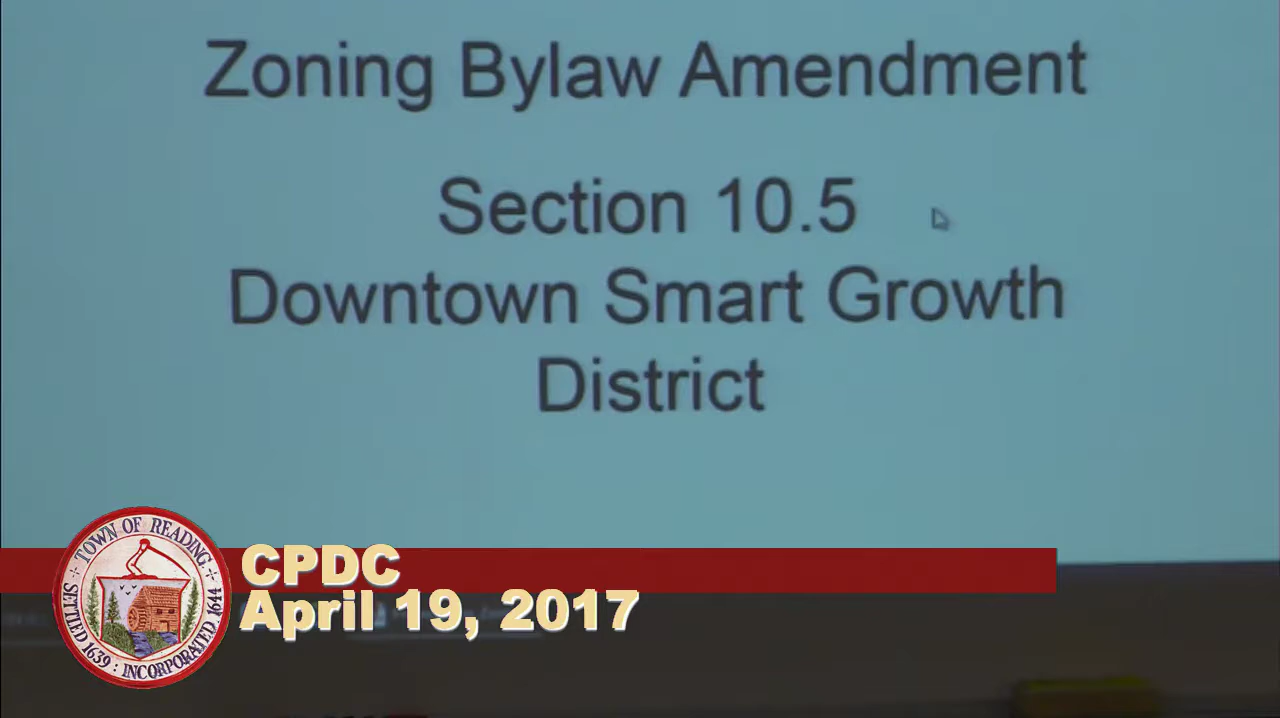 Zoning Bylaw Amendment
Section 10.5
Downtown Smart Growth
District
TOWN OF READING
SETTLED 1639 : INCORPORATED 1644
CPDC
April 19, 2017